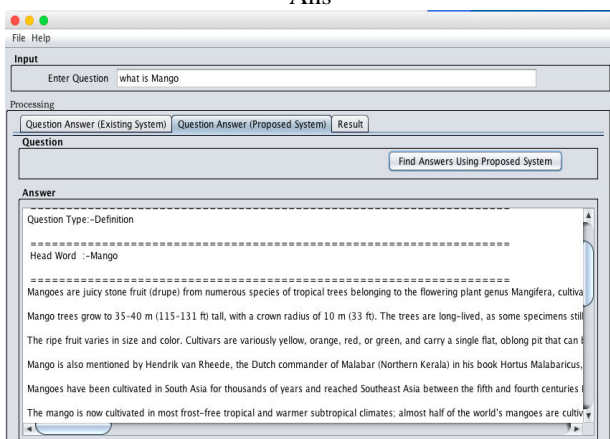 Ans
File Help
Input
Enter Question what is Mango
Processing
Question Answer (Existing System) Question Answer (Proposed System) Result
Question
Find Answers Using Proposed System
Answer
===================================================================
Question Type:-Definition
===================================================================
Head Word :-Mango
===================================================================
Mangoes are juicy stone fruit (drupe) from numerous species of tropical trees belonging to the flowering plant genus Mangifera, cultiva
Mango trees grow to 35-40 m (115-131 ft) tall, with a crown radius of 10 m (33 ft). The trees are long-lived, as some specimens still
The ripe fruit varies in size and color. Cultivars are variously yellow, orange, red, or green, and carry a single flat, oblong pit that can
Mango is also mentioned by Hendrik van Rheede, the Dutch commander of Malabar (Northern Kerala) in his book Hortus Malabaricus,
Mangoes have been cultivated in South Asia for thousands of years and reached Southeast Asia between the fifth and fourth centuries
The mango is now cultivated in most frost-free tropical and warmer subtropical climates; almost half of the world's mangoes are cultiv